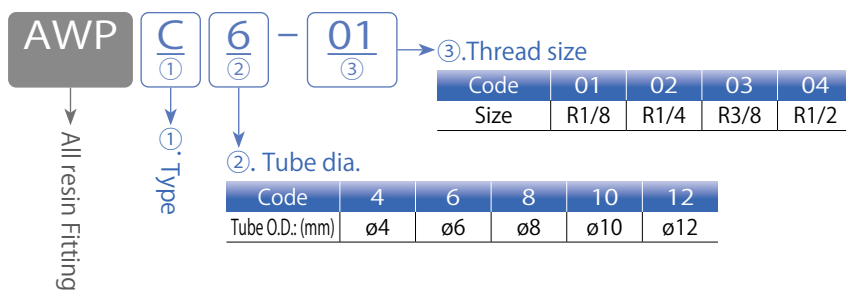 AWP C 6 - 01
① ② ③
③.Thread size
Code 01 02 03 04
Size R1/8 R1/4 R3/8 R1/2
①. Type
②. Tube dia.
Code 4 6 8 10 12
Tube O.D.: (mm) ø4 ø6 ø8 ø10 ø12
All resin Fitting